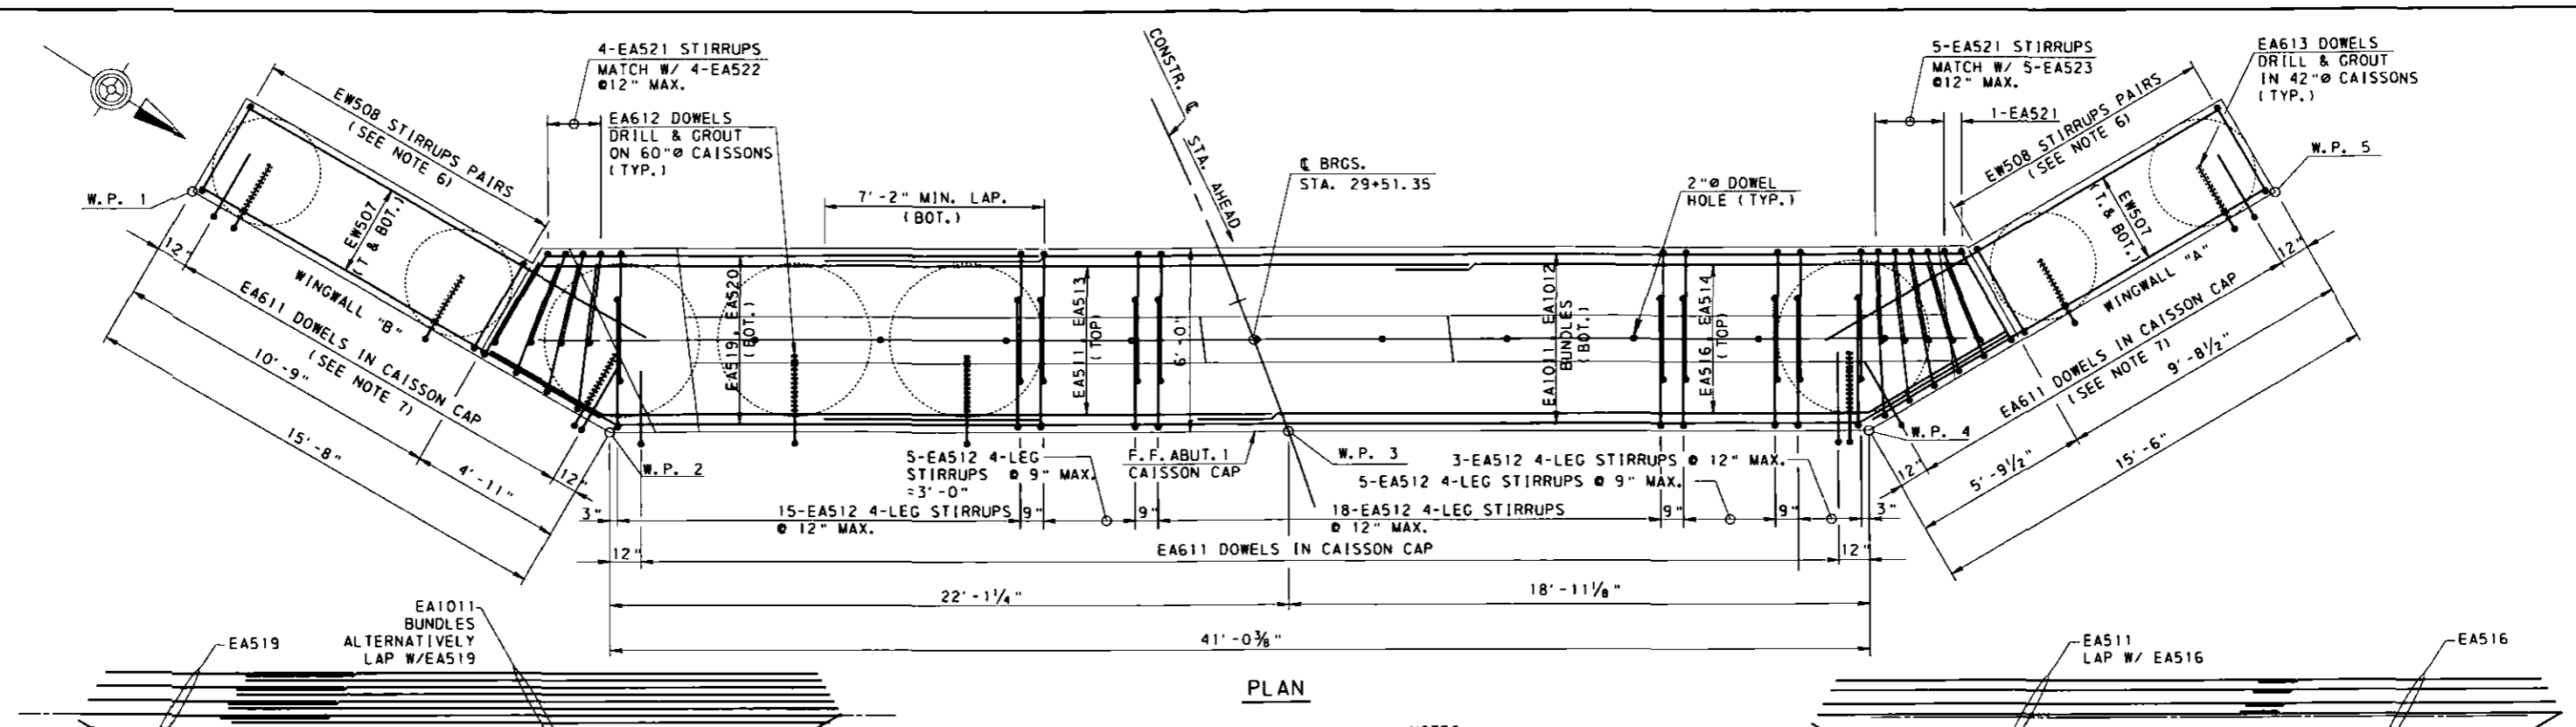 4-EA521 STIRRUPS
MATCH W/ 4-EA522
@12" MAX.
EA612 DOWELS
DRILL & GROUT
ON 60"Ø CAISSONS
(TYP.)
EW508 STIRRUPS PAIRS
(SEE NOTE 6)
W.P. 1
EW507
(T. & BOT.)
WINGWALL "B"
12"
EA611 DOWELS IN CAISSON CAP
(SEE NOTE 7)
10'-9"
15'-8"
4'-11"
12"
7'-2" MIN. LAP.
(BOT.)
CONSTR. ℄
STA. AHEAD
℄ BRGS.
STA. 29+51.35
2"Ø DOWEL
HOLE (TYP.)
5-EA521 STIRRUPS
MATCH W/ 5-EA523
@12" MAX.
1-EA521
EA613 DOWELS
DRILL & GROUT
IN 42"Ø CAISSONS
(TYP.)
EW508 STIRRUPS PAIRS
(SEE NOTE 6)
W.P. 5
EW507
(T. & BOT.)
WINGWALL "A"
12"
EA611 DOWELS IN CAISSON CAP
(SEE NOTE 7)
9'-8½"
5'-9½"
15'-6"
12"
EA519, EA520
(BOT.)
EA511, EA513
(TOP)
6'-0"
EA1011, EA1012
BUNDLES
(BOT.)
EA516, EA514
(TOP)
W.P. 2
5-EA512 4-LEG
STIRRUPS @ 9" MAX.
=3'-0"
F.F. ABUT. 1
CAISSON CAP
W.P. 3
3-EA512 4-LEG STIRRUPS @ 12" MAX.
5-EA512 4-LEG STIRRUPS @ 9" MAX.
W.P. 4
3"
15-EA512 4-LEG STIRRUPS
@ 12" MAX.
9"
9"
18-EA512 4-LEG STIRRUPS
@ 12" MAX.
9"
9"
3"
12"
EA611 DOWELS IN CAISSON CAP
12"
22'-1¼"
18'-11⅛"
41'-0⅜"
EA519
EA1011
BUNDLES
ALTERNATIVELY
LAP W/EA519
PLAN
EA511
LAP W/ EA516
EA516